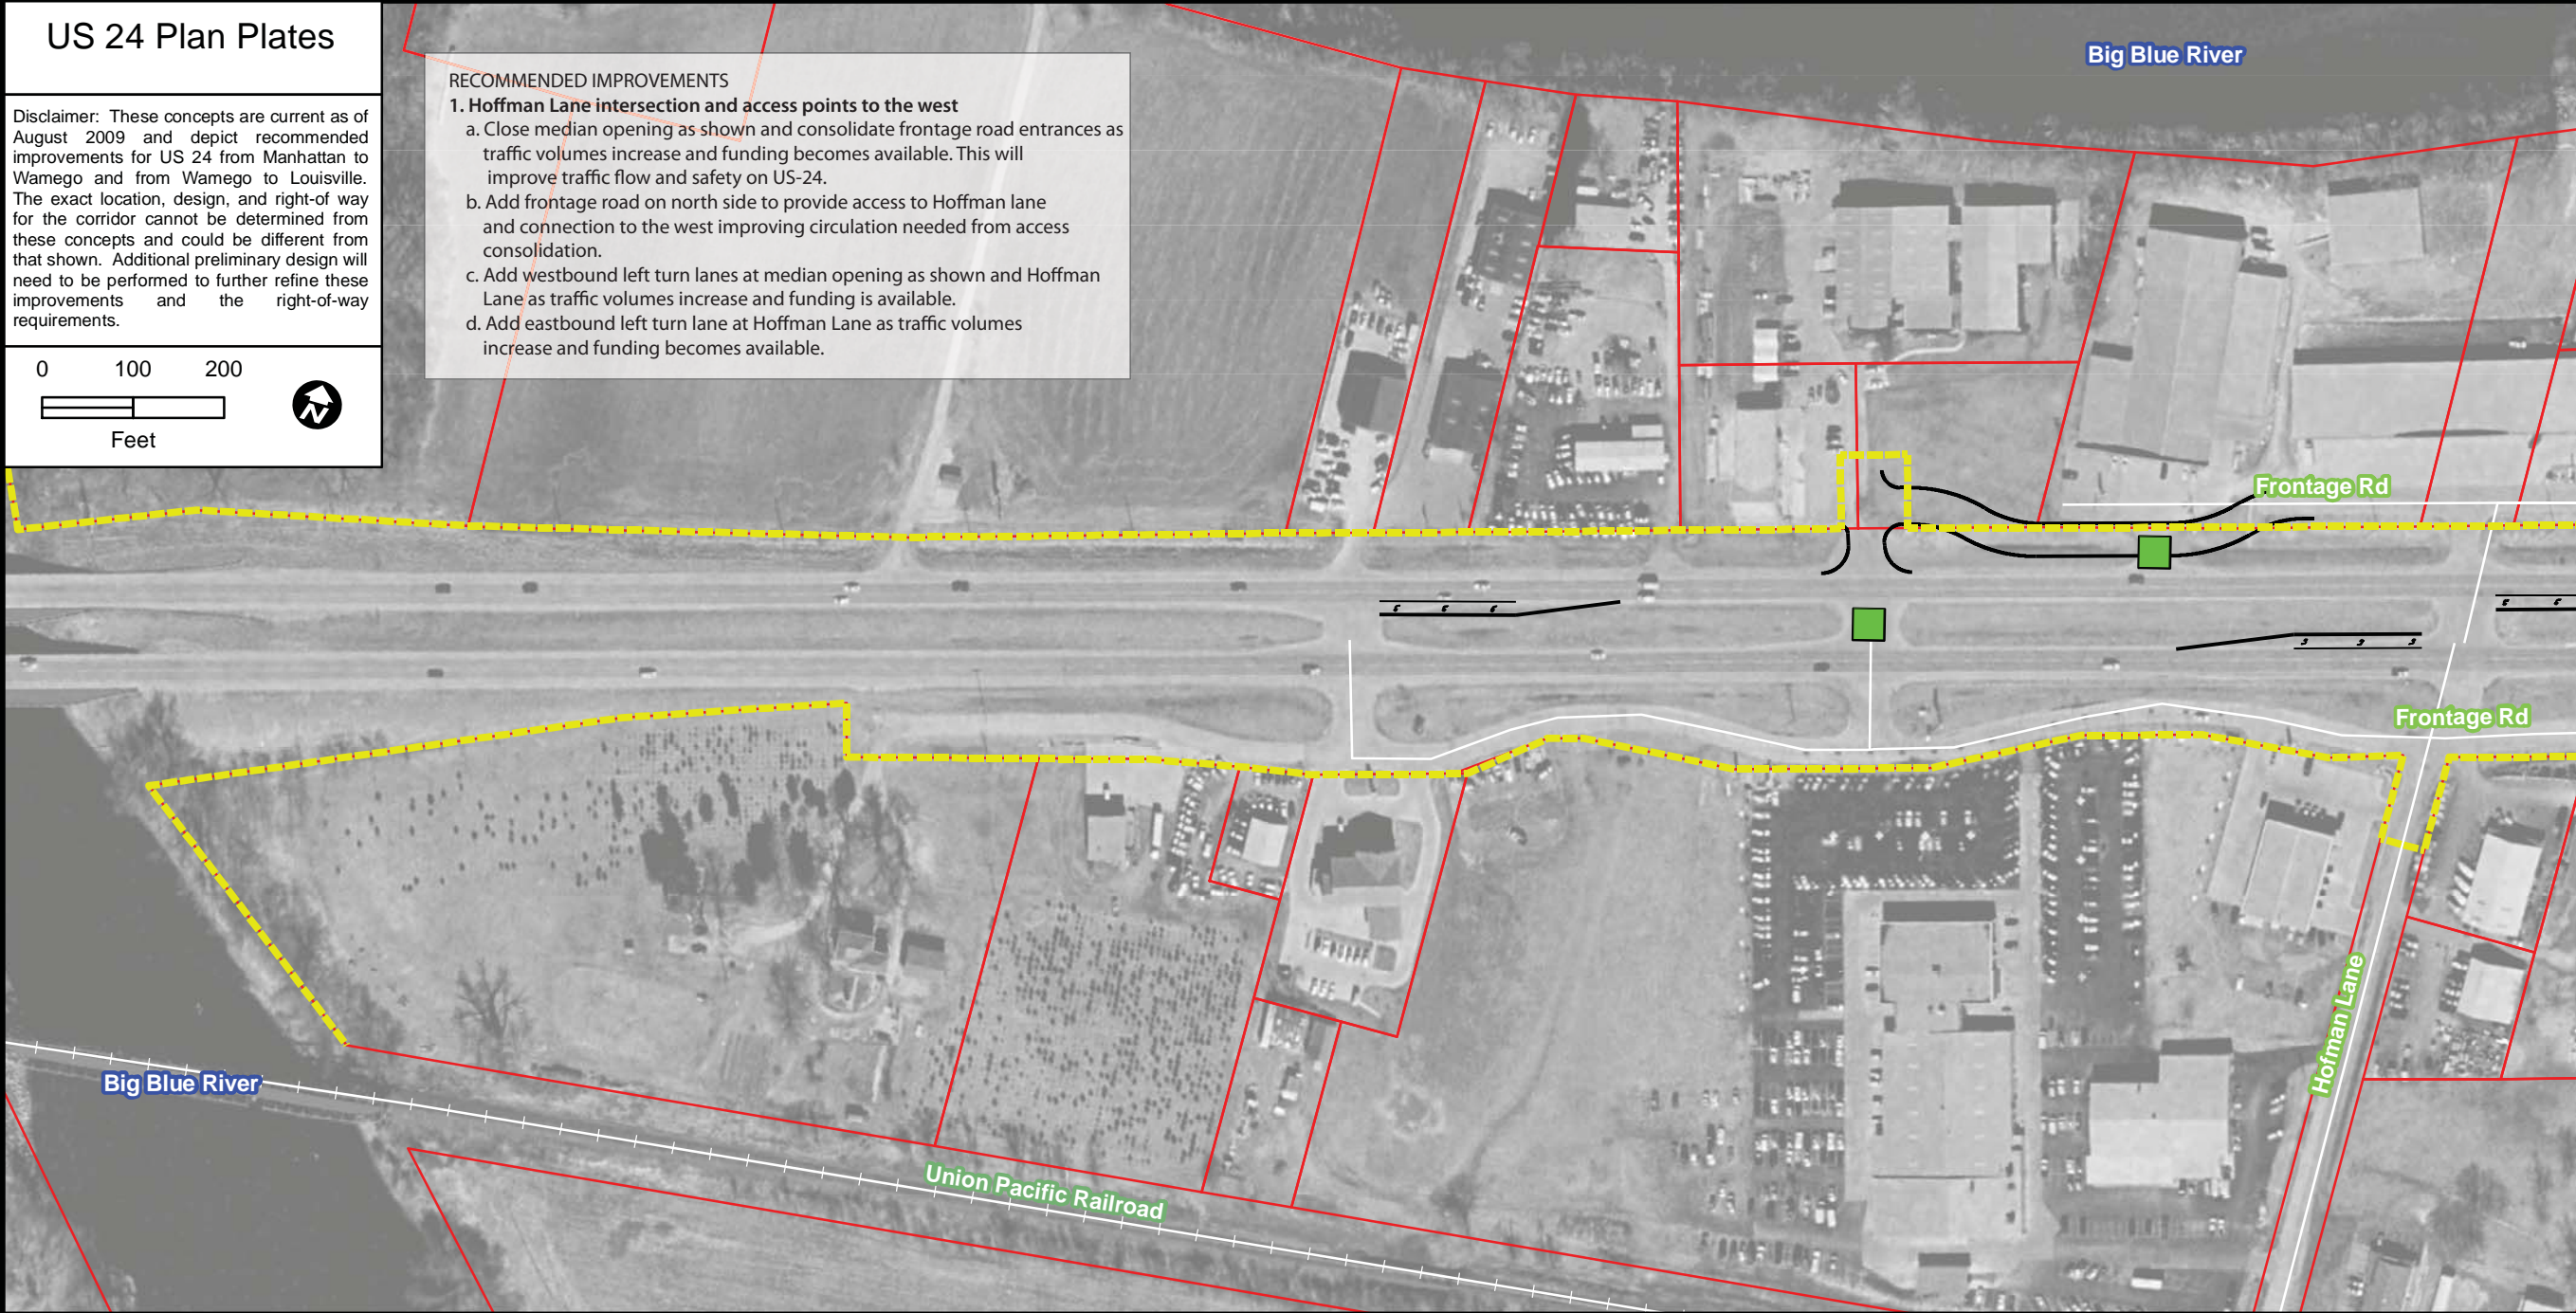 US 24 Plan Plates
Disclaimer: These concepts are current as of
August 2009 and depict recommended
improvements for US 24 from Manhattan to
Wamego and from Wamego to Louisville.
The exact location, design, and right-of way
for the corridor cannot be determined from
these concepts and could be different from
that shown. Additional preliminary design will
need to be performed to further refine these
improvements and the right-of-way
requirements.
0 100 200
Feet
N
RECOMMENDED IMPROVEMENTS
1. Hoffman Lane intersection and access points to the west
a. Close median opening as shown and consolidate frontage road entrances as
traffic volumes increase and funding becomes available. This will
improve traffic flow and safety on US-24.
b. Add frontage road on north side to provide access to Hoffman lane
and connection to the west improving circulation needed from access
consolidation.
c. Add westbound left turn lanes at median opening as shown and Hoffman
Lane as traffic volumes increase and funding is available.
d. Add eastbound left turn lane at Hoffman Lane as traffic volumes
increase and funding becomes available.
Big Blue River
Frontage Rd
Frontage Rd
Hofman Lane
Big Blue River
Union Pacific Railroad